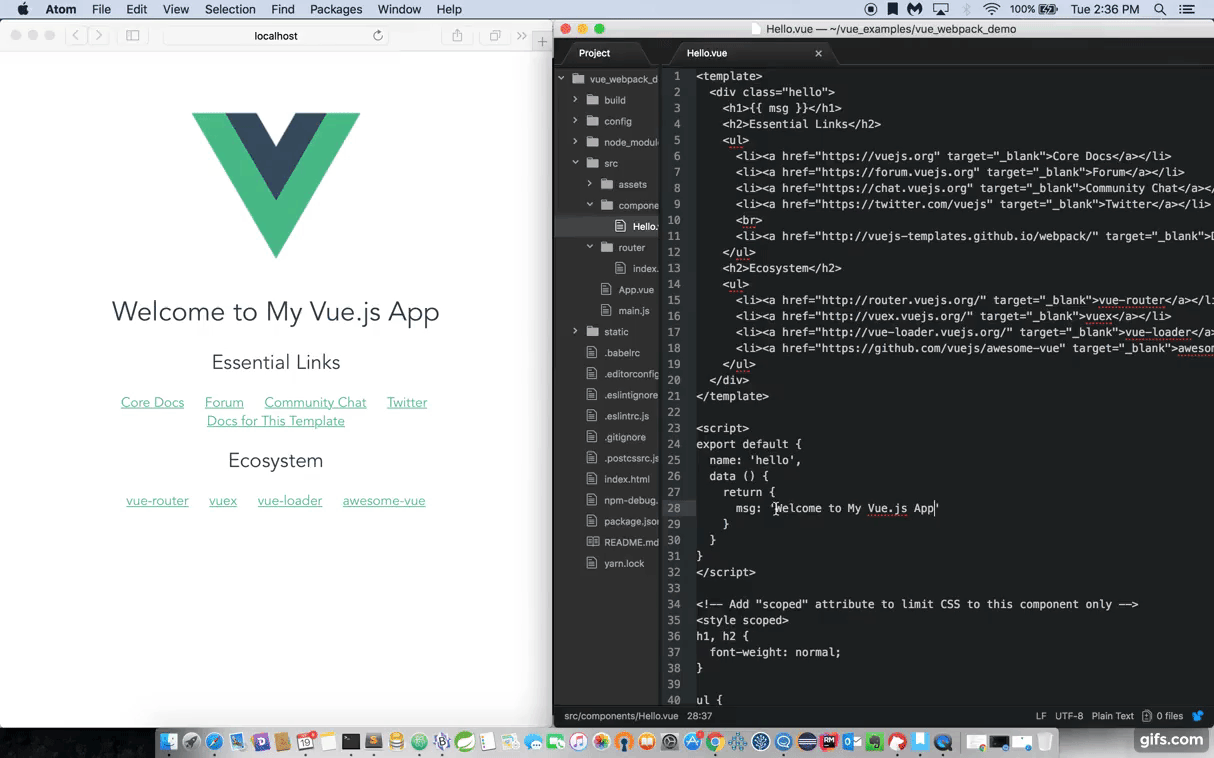 Atom File Edit View Selection Find Packages Window Help 100% Tue 2:36 PM
localhost
Hello.vue — ~/vue_examples/vue_webpack_demo
Project
Hello.vue
vue_webpack_d
build
config
node_modul
src
assets
compone
Hello.
router
index.
App.vue
main.js
static
.babelrc
.editorconfig
.eslintignore
.eslintrc.js
.gitignore
.postcssrc.js
index.html
npm-debug.
package.json
README.md
yarn.lock
Welcome to My Vue.js App
Essential Links
Core Docs Forum Community Chat Twitter
Docs for This Template
Ecosystem
vue-router vuex vue-loader awesome-vue
1 <template>
2 <div class="hello">
3 <h1>{{ msg }}</h1>
4 <h2>Essential Links</h2>
5 <ul>
6 <li><a href="https://vuejs.org" target="_blank">Core Docs</a></li>
7 <li><a href="https://forum.vuejs.org" target="_blank">Forum</a></li>
8 <li><a href="https://chat.vuejs.org" target="_blank">Community Chat</a><
9 <li><a href="https://twitter.com/vuejs" target="_blank">Twitter</a></li>
10 <br>
11 <li><a href="http://vuejs-templates.github.io/webpack/" target="_blank">D
12 </ul>
13 <h2>Ecosystem</h2>
14 <ul>
15 <li><a href="http://router.vuejs.org/" target="_blank">vue-router</a></li
16 <li><a href="http://vuex.vuejs.org/" target="_blank">vuex</a></li>
17 <li><a href="http://vue-loader.vuejs.org/" target="_blank">vue-loader</a>
18 <li><a href="https://github.com/vuejs/awesome-vue" target="_blank">aweso
19 </ul>
20 </div>
21 </template>
22
23 <script>
24 export default {
25 name: 'hello',
26 data () {
27 return {
28 msg: 'Welcome to My Vue.js App'
29 }
30 }
31 }
32 </script>
33
34 <!-- Add "scoped" attribute to limit CSS to this component only -->
35 <style scoped>
36 h1, h2 {
37 font-weight: normal;
38 }
39
40 ul {
src/components/Hello.vue 28:37 LF UTF-8 Plain Text 0 files
19
RM
gifs.com